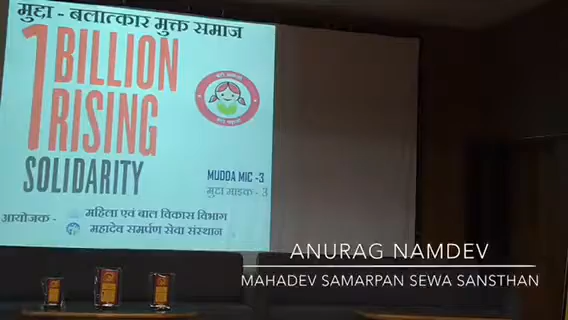 मुद्दा - बलात्कार मुक्त समाज
1 BILLION
RISING
SOLIDARITY
MUDDA MIC -3
मुद्दा माइक - 3
आयोजक -
महिला एवं बाल विकास विभाग
महादेव समर्पण सेवा संस्थान
ANURAG NAMDEV
MAHADEV SAMARPAN SEWA SANSTHAN